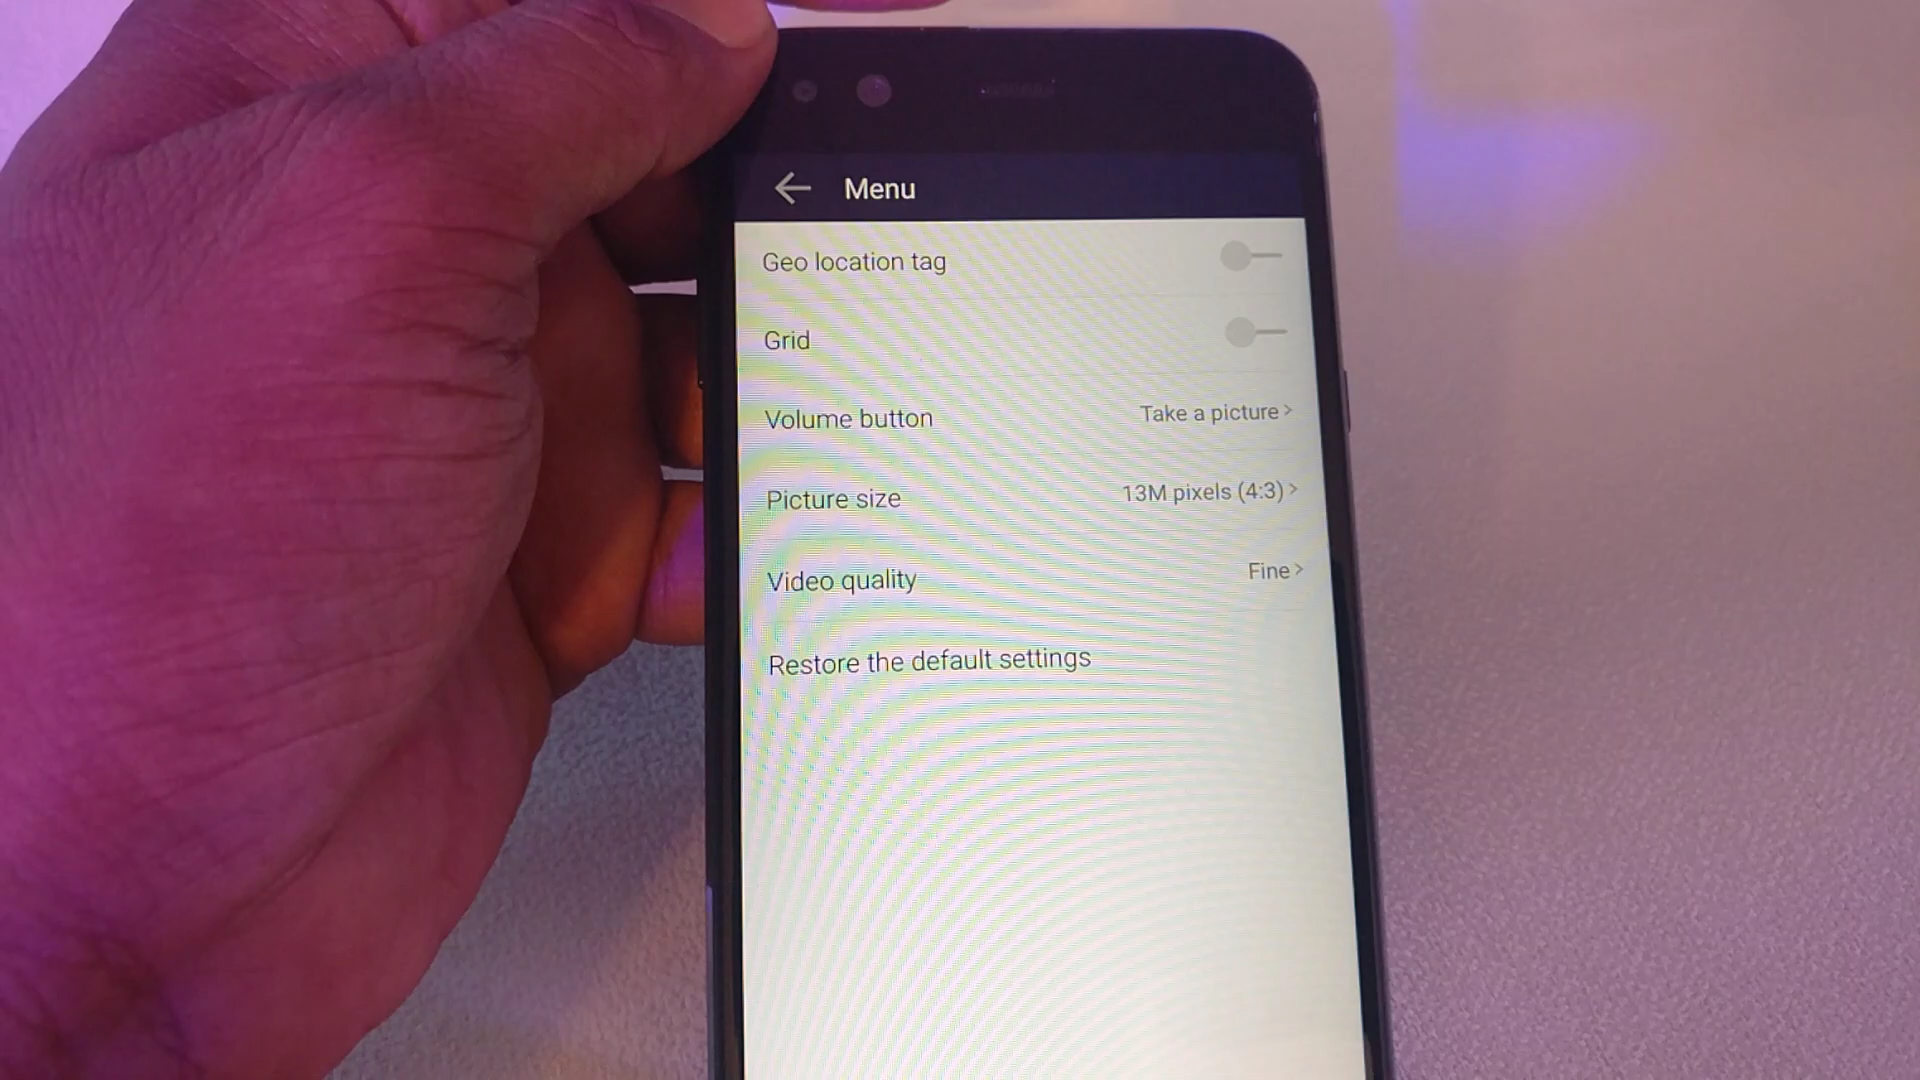 Menu
Geo location tag
Grid
Volume button Take a picture >
Picture size 13M pixels (4:3) >
Video quality Fine >
Restore the default settings